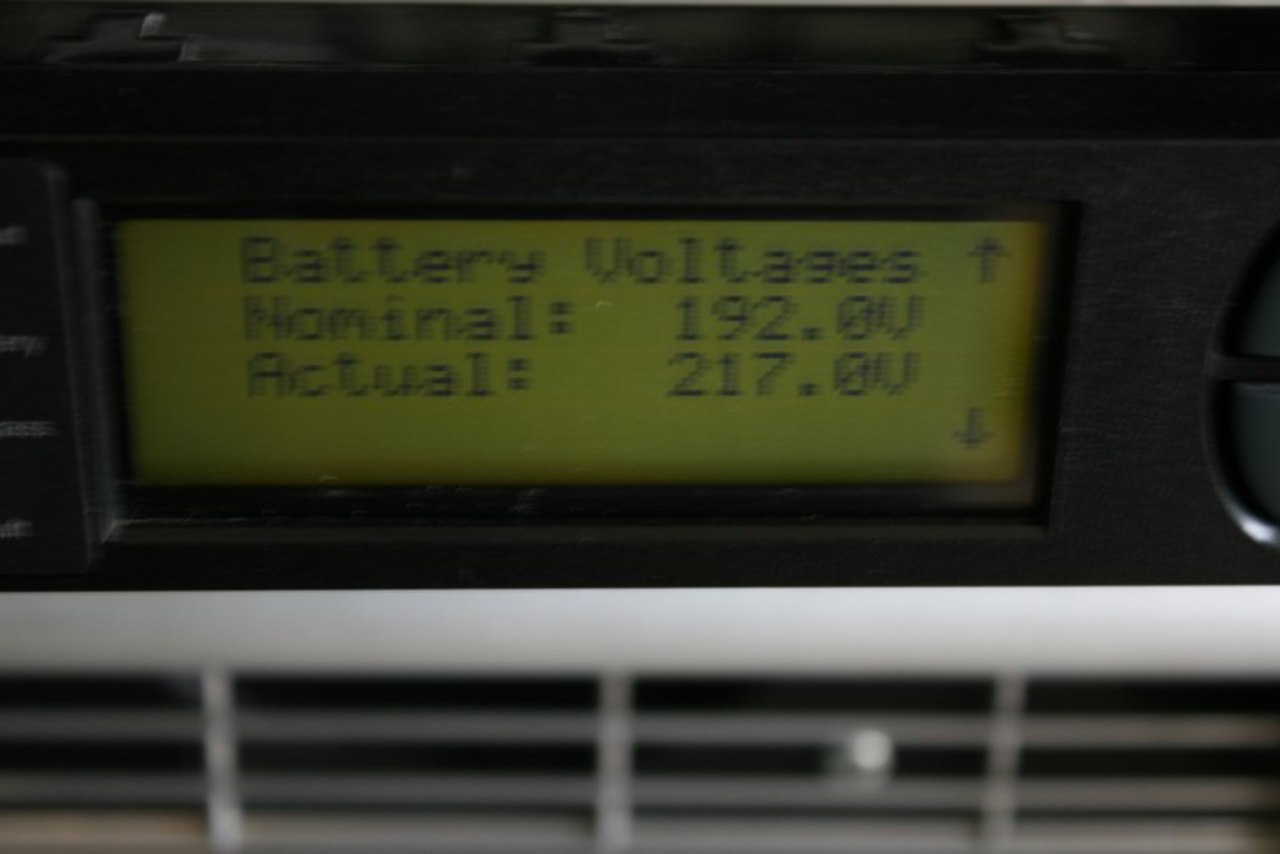 Battery Voltages ↑
Nominal: 192.0V
Actual: 217.0V
↓